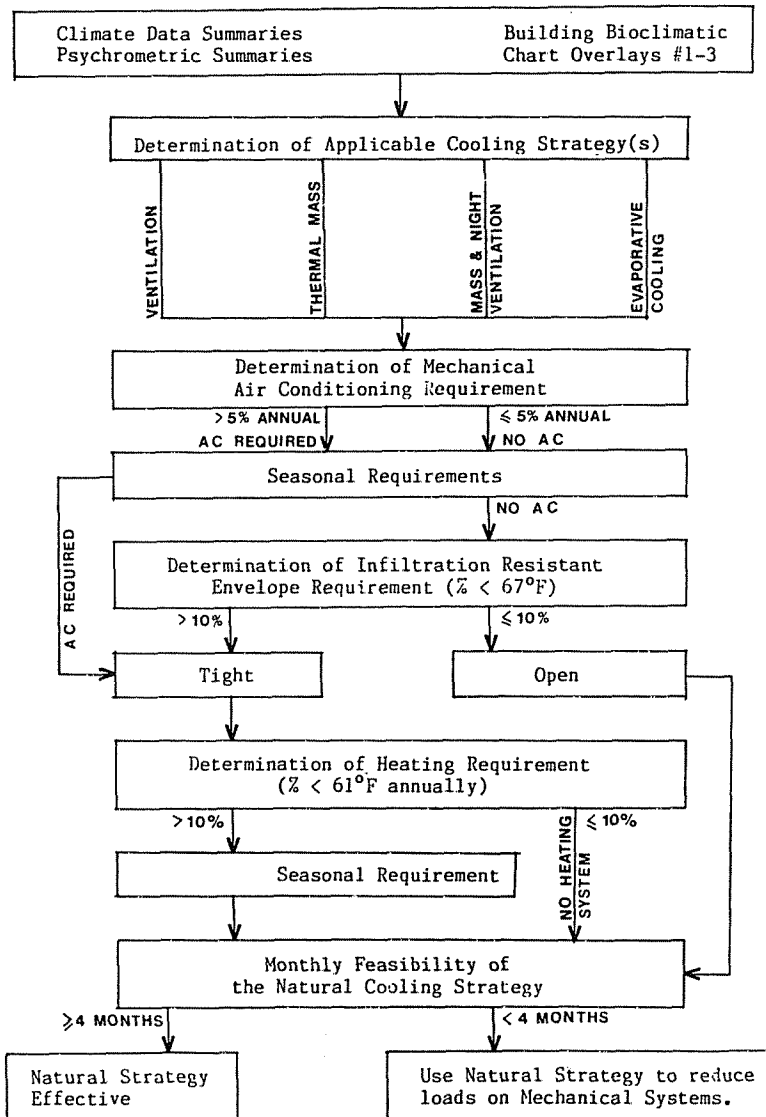 Climate Data Summaries
Psychrometric Summaries
Building Bioclimatic
Chart Overlays #1-3
Determination of Applicable Cooling Strategy(s)
VENTILATION
THERMAL MASS
MASS & NIGHT
VENTILATION
EVAPORATIVE
COOLING
Determination of Mechanical
Air Conditioning Requirement
>5% ANNUAL
AC REQUIRED
≤ 5% ANNUAL
NO AC
Seasonal Requirements
AC REQUIRED
NO AC
Determination of Infiltration Resistant
Envelope Requirement (% < 67°F)
>10%
≤10%
Tight
Open
Determination of Heating Requirement
(% < 61°F annually)
>10%
≤10%
NO HEATING
SYSTEM
Seasonal Requirement
Monthly Feasibility of
the Natural Cooling Strategy
≥4 MONTHS
< 4 MONTHS
Natural Strategy
Effective
Use Natural Strategy to reduce
loads on Mechanical Systems.